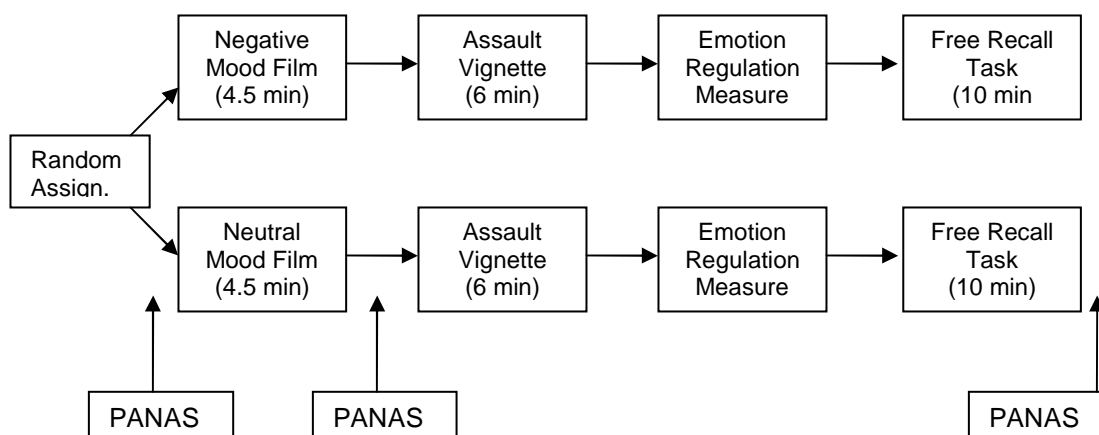 Negative
Mood Film
(4.5 min)
Assault
Vignette
(6 min)
Emotion
Regulation
Measure
Free Recall
Task
(10 min
Random
Assign.
Neutral
Mood Film
(4.5 min)
Assault
Vignette
(6 min)
Emotion
Regulation
Measure
Free Recall
Task
(10 min)
PANAS
PANAS
PANAS